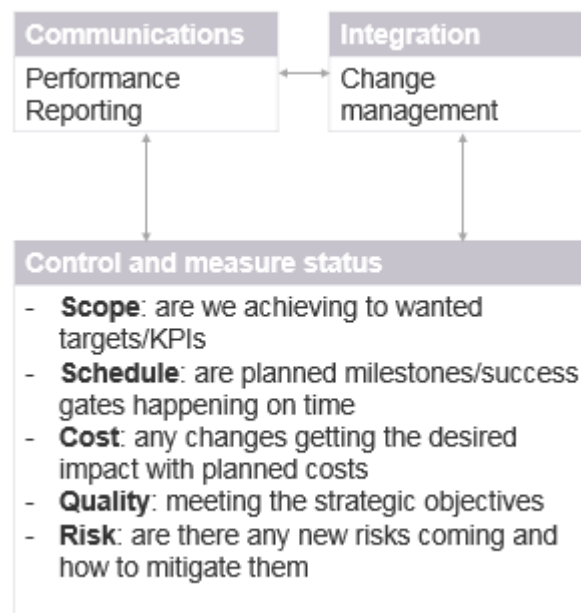 Communications
Performance
Reporting
Integration
Change
management
Control and measure status
- Scope: are we achieving to wanted
targets/KPIs
- Schedule: are planned milestones/success
gates happening on time
- Cost: any changes getting the desired
impact with planned costs
- Quality: meeting the strategic objectives
- Risk: are there any new risks coming and
how to mitigate them